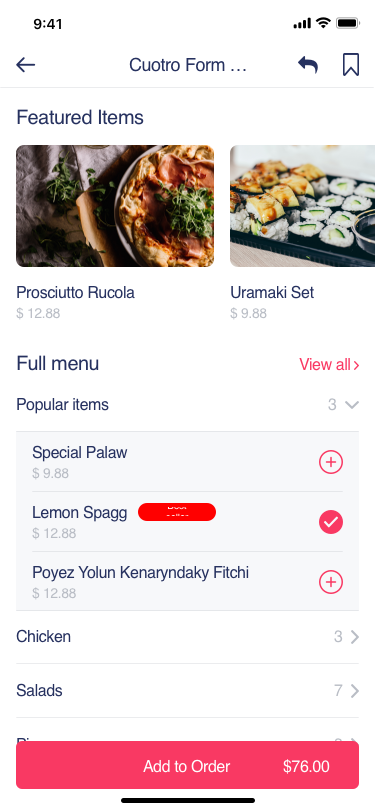 9:41
Cuotro Form …
Featured Items
Prosciutto Rucola
$ 12.88
Uramaki Set
$ 9.88
Full menu
View all
Popular items
3
Special Palaw
$ 9.88
Lemon Spagg
$ 12.88
Poyez Yolun Kenaryndaky Fitchi
$ 12.88
Chicken
3
Salads
7
Add to Order
$76.00